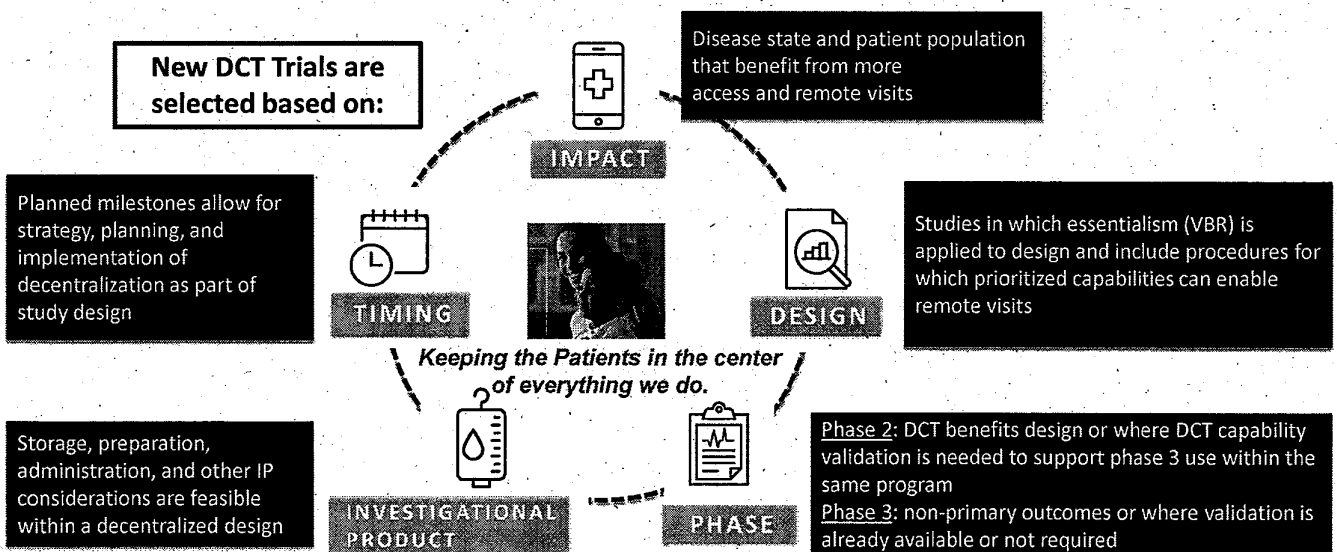 New DCT Trials are
selected based on:
Disease state and patient population
that benefit from more
access and remote visits
IMPACT
Planned milestones allow for
strategy, planning, and
implementation of
decentralization as part of
study design
TIMING
Studies in which essentialism (VBR) is
applied to design and include procedures for
which prioritized capabilities can enable
remote visits
DESIGN
Keeping the Patients in the center
of everything we do.
Storage, preparation,
administration, and other IP
considerations are feasible
within a decentralized design
INVESTIGATIONAL
PRODUCT
PHASE
Phase 2: DCT benefits design or where DCT capability
validation is needed to support phase 3 use within the
same program
Phase 3: non-primary outcomes or where validation is
already available or not required